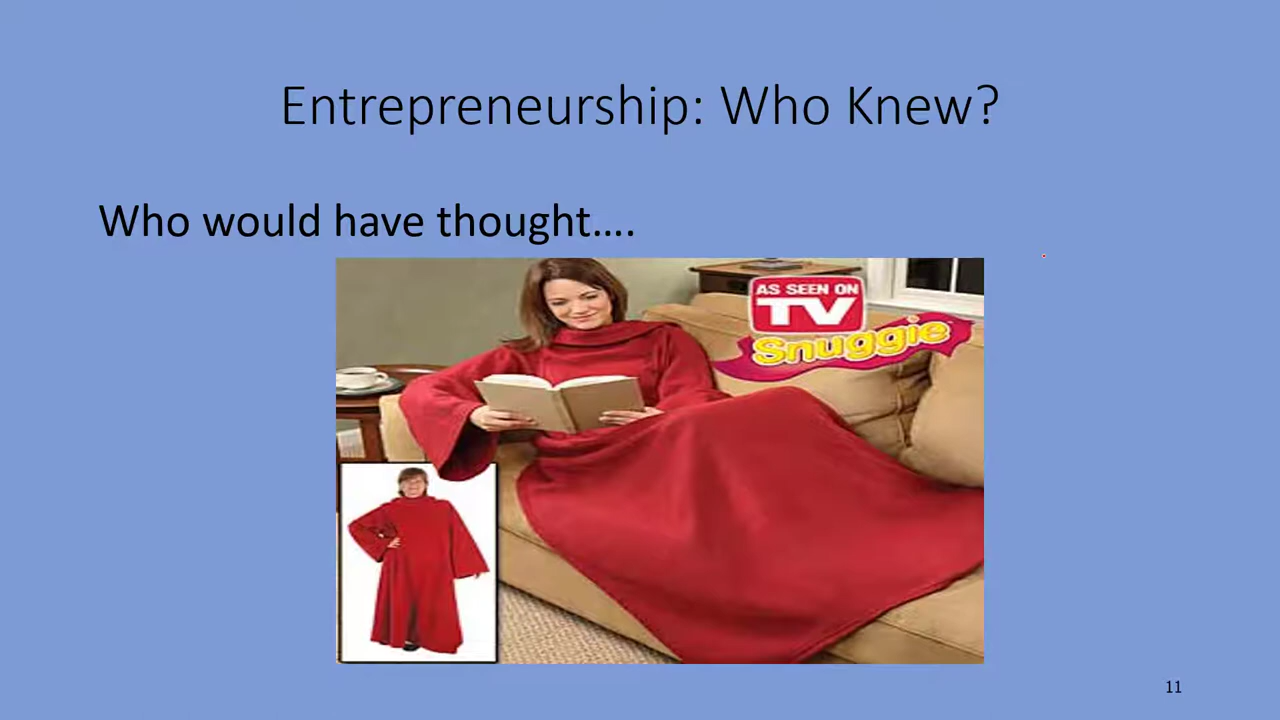 Entrepreneurship: Who Knew?
Who would have thought....
AS SEEN ON
TV
Snuggie
11